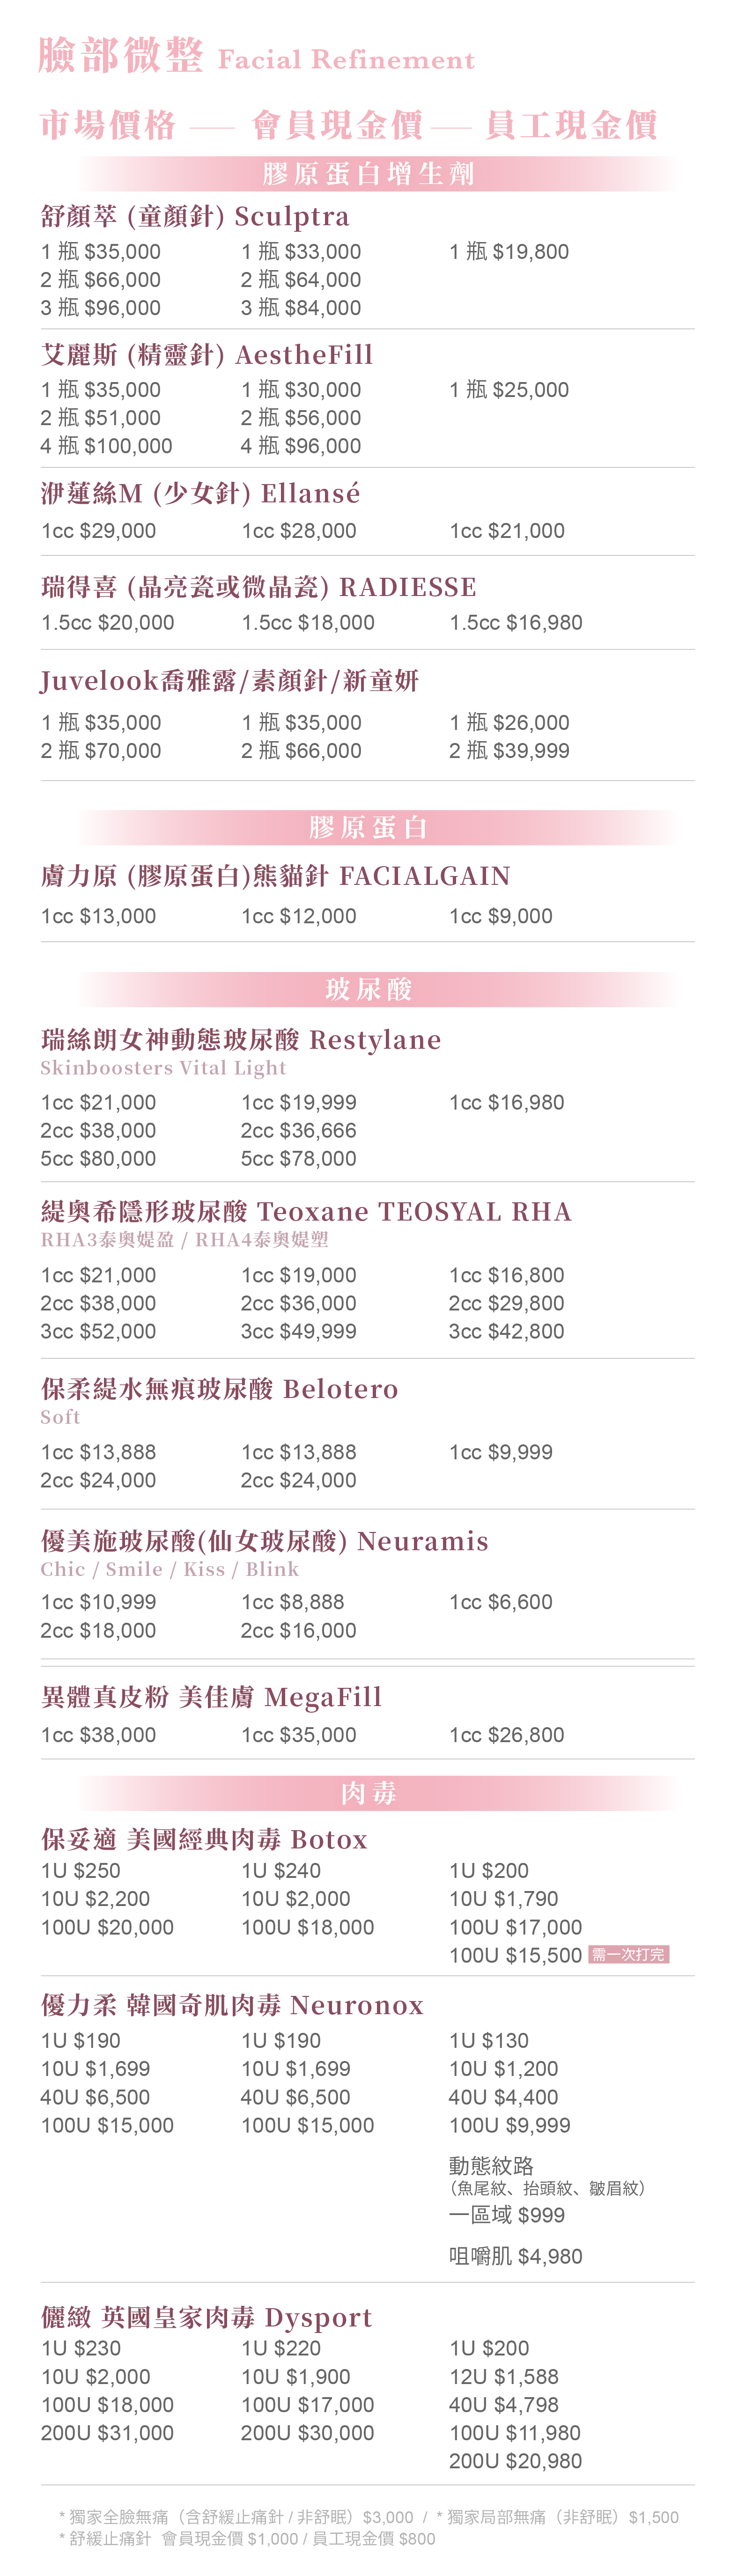 臉部微整 Facial Refinement
市場價格 —— 會員現金價 —— 員工現金價
膠原蛋白增生劑
舒顏萃 (童顏針) Sculptra
1 瓶 $35,000 1 瓶 $33,000 1 瓶 $19,800
2 瓶 $66,000 2 瓶 $64,000
3 瓶 $96,000 3 瓶 $84,000
艾麗斯 (精靈針) AestheFill
1 瓶 $35,000 1 瓶 $30,000 1 瓶 $25,000
2 瓶 $51,000 2 瓶 $56,000
4 瓶 $100,000 4 瓶 $96,000
洢蓮絲M (少女針) Ellansé
1cc $29,000 1cc $28,000 1cc $21,000
瑞得喜 (晶亮瓷或微晶瓷) RADIESSE
1.5cc $20,000 1.5cc $18,000 1.5cc $16,980
Juvelook喬雅露/素顏針/新童妍
1 瓶 $35,000 1 瓶 $35,000 1 瓶 $26,000
2 瓶 $70,000 2 瓶 $66,000 2 瓶 $39,999
膠原蛋白
膚力原 (膠原蛋白)熊貓針 FACIALGAIN
1cc $13,000 1cc $12,000 1cc $9,000
玻尿酸
瑞絲朗女神動態玻尿酸 Restylane
Skinboosters Vital Light
1cc $21,000 1cc $19,999 1cc $16,980
2cc $38,000 2cc $36,666
5cc $80,000 5cc $78,000
緹奧希隱形玻尿酸 Teoxane TEOSYAL RHA
RHA3泰奧媞盈 / RHA4泰奧媞塑
1cc $21,000 1cc $19,000 1cc $16,800
2cc $38,000 2cc $36,000 2cc $29,800
3cc $52,000 3cc $49,999 3cc $42,800
保柔緹水無痕玻尿酸 Belotero
Soft
1cc $13,888 1cc $13,888 1cc $9,999
2cc $24,000 2cc $24,000
優美施玻尿酸(仙女玻尿酸) Neuramis
Chic / Smile / Kiss / Blink
1cc $10,999 1cc $8,888 1cc $6,600
2cc $18,000 2cc $16,000
異體真皮粉 美佳膚 MegaFill
1cc $38,000 1cc $35,000 1cc $26,800
肉毒
保妥適 美國經典肉毒 Botox
1U $250 1U $240 1U $200
10U $2,200 10U $2,000 10U $1,790
100U $20,000 100U $18,000 100U $17,000
100U $15,500 需一次打完
優力柔 韓國奇肌肉毒 Neuronox
1U $190 1U $190 1U $130
10U $1,699 10U $1,699 10U $1,200
40U $6,500 40U $6,500 40U $4,400
100U $15,000 100U $15,000 100U $9,999
動態紋路
（魚尾紋、抬頭紋、皺眉紋）
一區域 $999
咀嚼肌 $4,980
儷緻 英國皇家肉毒 Dysport
1U $230 1U $220 1U $200
10U $2,000 10U $1,900 12U $1,588
100U $18,000 100U $17,000 40U $4,798
200U $31,000 200U $30,000 100U $11,980
200U $20,980
* 獨家全臉無痛（含舒緩止痛針 / 非舒眠）$3,000 / * 獨家局部無痛（非舒眠）$1,500
* 舒緩止痛針 會員現金價 $1,000 / 員工現金價 $800